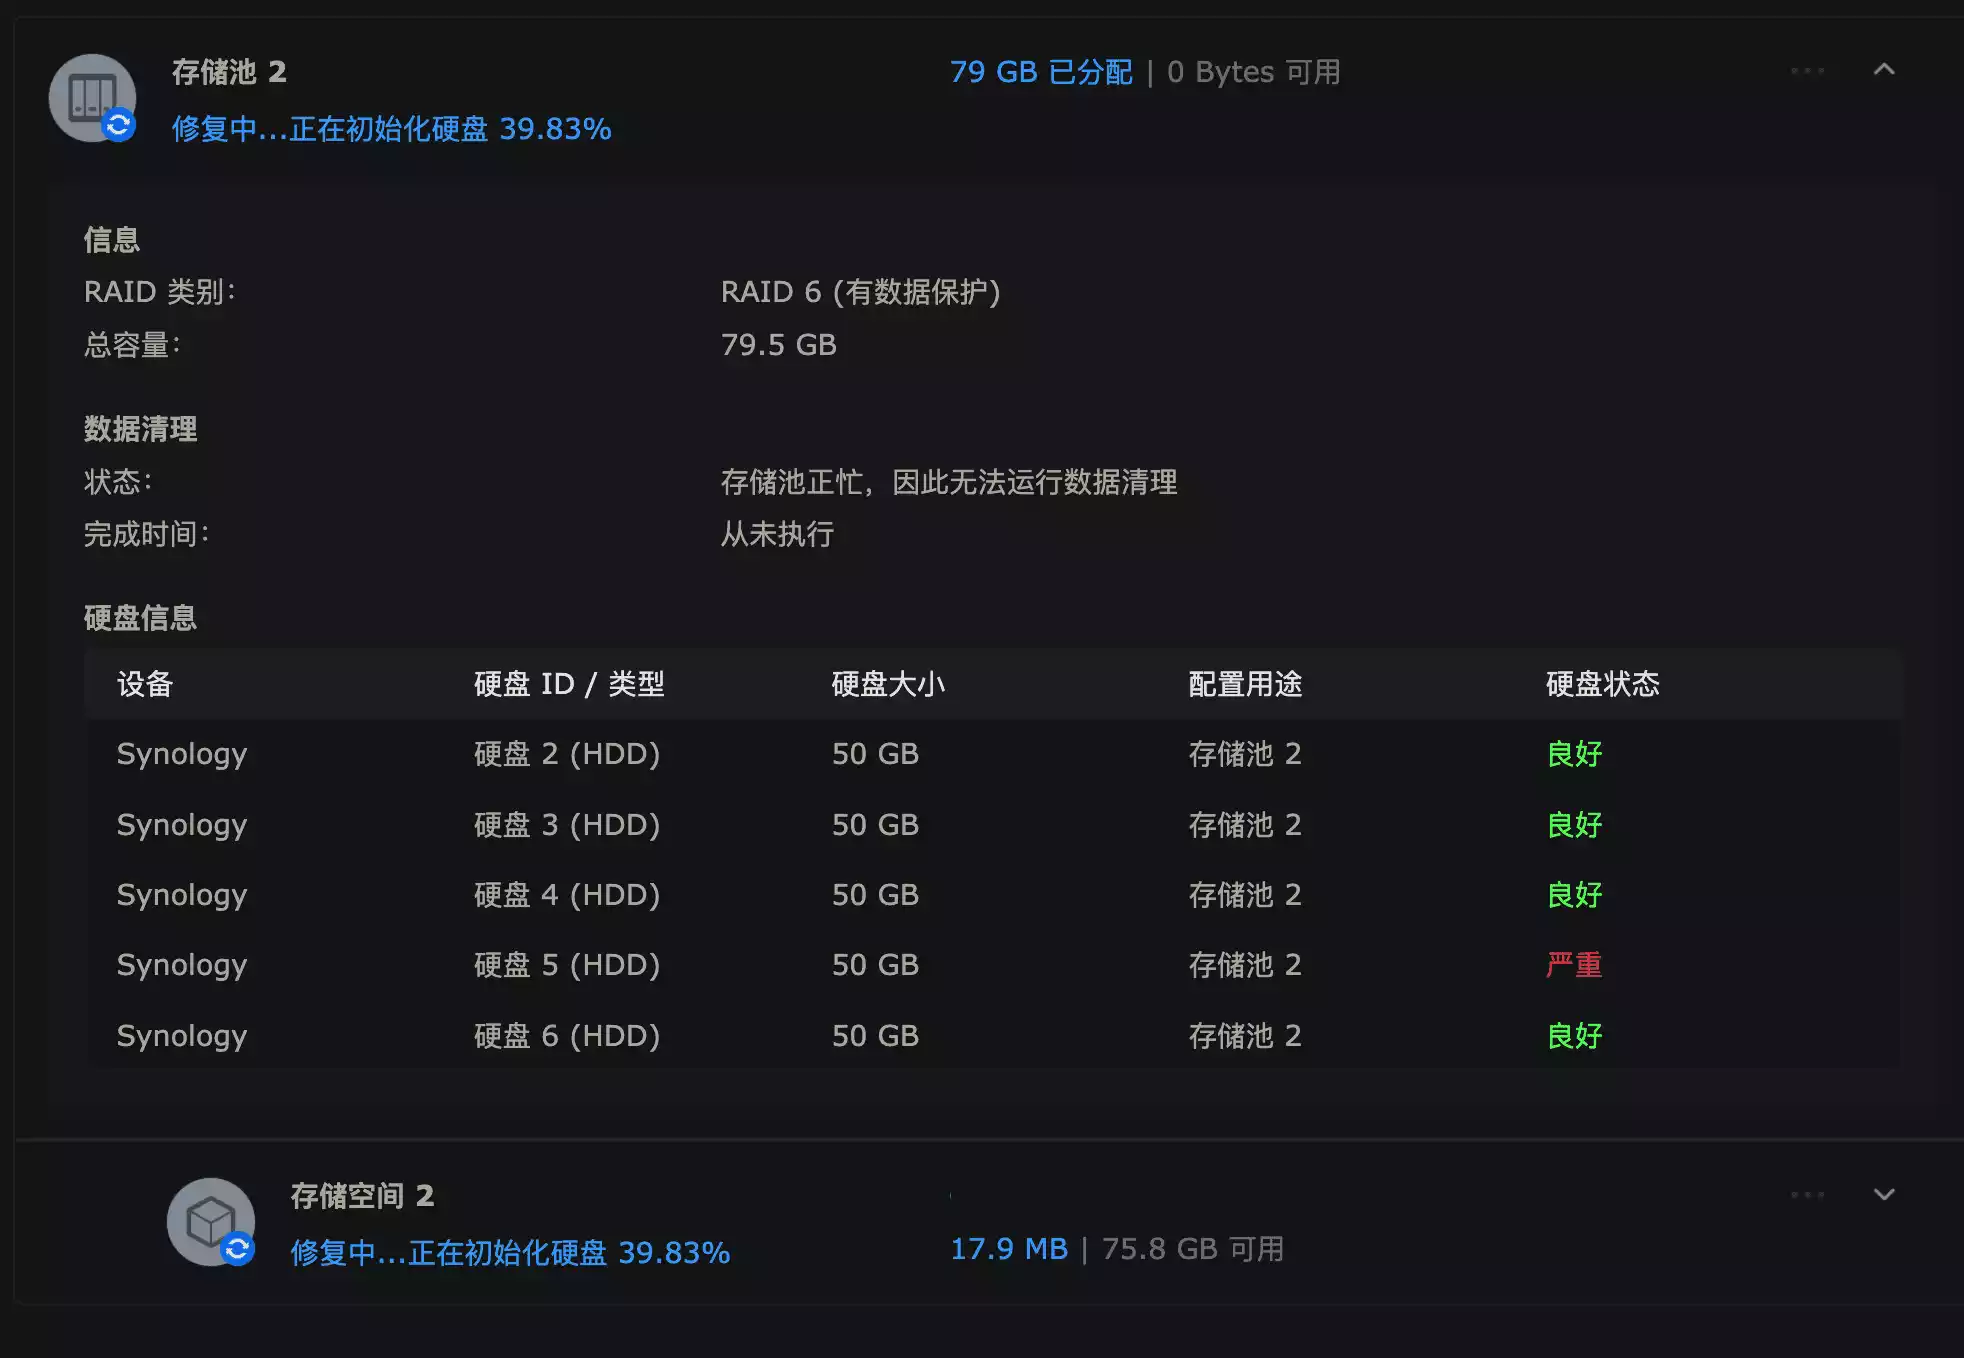 存储池 2
79 GB 已分配 | 0 Bytes 可用
修复中...正在初始化硬盘 39.83%
信息
RAID 类别： RAID 6 (有数据保护)
总容量： 79.5 GB
数据清理
状态： 存储池正忙，因此无法运行数据清理
完成时间： 从未执行
硬盘信息
设备 硬盘 ID / 类型 硬盘大小 配置用途 硬盘状态
Synology 硬盘 2 (HDD) 50 GB 存储池 2 良好
Synology 硬盘 3 (HDD) 50 GB 存储池 2 良好
Synology 硬盘 4 (HDD) 50 GB 存储池 2 良好
Synology 硬盘 5 (HDD) 50 GB 存储池 2 严重
Synology 硬盘 6 (HDD) 50 GB 存储池 2 良好
存储空间 2
修复中...正在初始化硬盘 39.83%
17.9 MB | 75.8 GB 可用